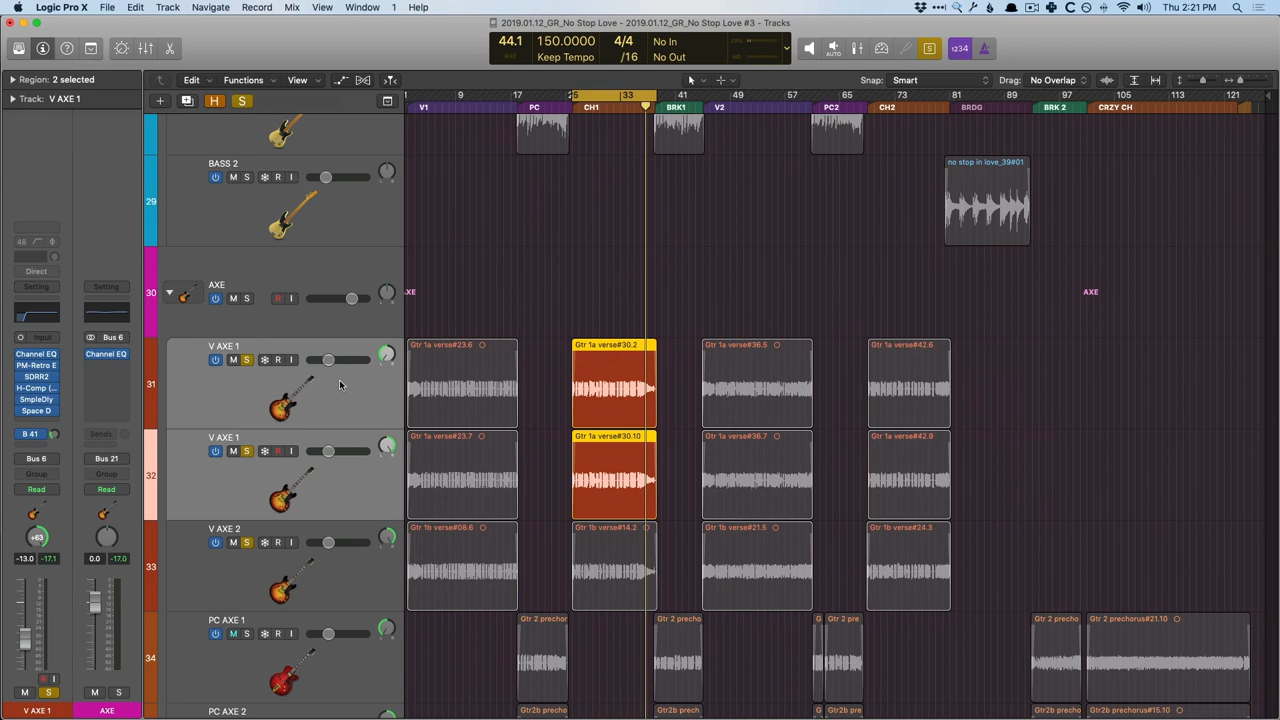 Logic Pro X File Edit Track Navigate Record Mix View Window 1 Help Thu 2:21 PM
2019.01.12_GR_No Stop Love - 2019.01.12_GR_No Stop Love #3 - Tracks
44.1 150.0000 4/4 No In
Keep Tempo /16 No Out
1234
Region: 2 selected Edit Functions View Snap: Smart Drag: No Overlap
Track: V AXE 1 H S
1 9 17 25 33 41 49 57 65 73 81 89 97 105 113 121
V1 PC CH1 BRK1 V2 PC2 CH2 BRDG BRK 2 CRZY CH
BASS 2
M S R I
29
no stop in love_39#01
AXE
M S R I
30
AXE
AXE
V AXE 1
M S R I
31
Gtr 1a verse#23.6 Gtr 1a verse#30.2 Gtr 1a verse#36.5 Gtr 1a verse#42.6
V AXE 1
M S R I
32
Gtr 1a verse#23.7 Gtr 1a verse#30.10 Gtr 1a verse#36.7 Gtr 1a verse#42.9
V AXE 2
M S R I
33
Gtr 1b verse#08.6 Gtr 1b verse#14.2 Gtr 1b verse#21.5 Gtr 1b verse#24.3
PC AXE 1
M S R I
34
Gtr 2 prechor Gtr 2 precho G Gtr 2 pre Gtr 2 precho Gtr 2 prechorus#21.10
PC AXE 2
Gtr2b prechor Gtr2b prech Gtr2b prech Gtr2b prechorus#15.10
Direct
Setting Setting
Input Bus 6
Channel EQ Channel EQ
PM-Retro E
SDRR2
H-Comp (...
SmpleDly
Space D
B 41 Sends
Bus 6 Bus 21
Group Group
Read Read
+63
-13.0 -17.1 0.0 -17.0
R I
M S M S
V AXE 1 AXE